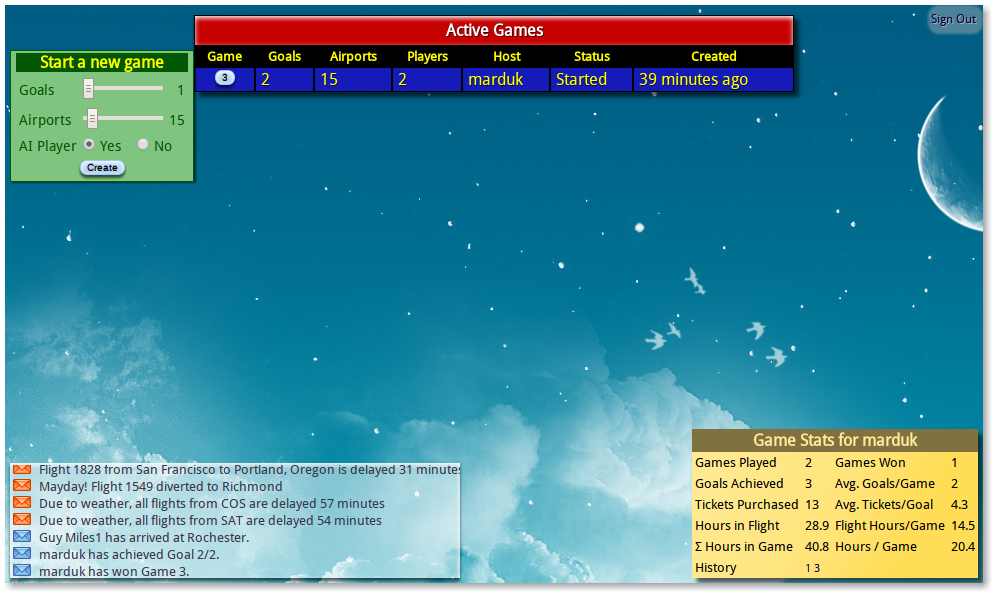 Sign Out
Active Games
Game Goals Airports Players Host Status Created
3 2 15 2 marduk Started 39 minutes ago
Start a new game
Goals 1
Airports 15
AI Player Yes No
Create
Flight 1828 from San Francisco to Portland, Oregon is delayed 31 minutes
Mayday! Flight 1549 diverted to Richmond
Due to weather, all flights from COS are delayed 57 minutes
Due to weather, all flights from SAT are delayed 54 minutes
Guy Miles1 has arrived at Rochester.
marduk has achieved Goal 2/2.
marduk has won Game 3.
Game Stats for marduk
Games Played 2 Games Won 1
Goals Achieved 3 Avg. Goals/Game 2
Tickets Purchased 13 Avg. Tickets/Goal 4.3
Hours in Flight 28.9 Flight Hours/Game 14.5
Σ Hours in Game 40.8 Hours / Game 20.4
History 1 3